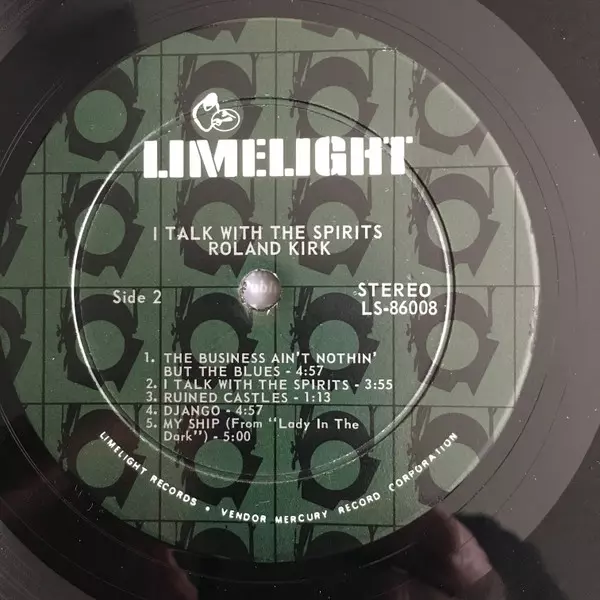 LIMELIGHT
I TALK WITH THE SPIRITS
ROLAND KIRK
Side 2
STEREO
LS-86008
1. THE BUSINESS AIN'T NOTHIN'
BUT THE BLUES - 4:57
2. I TALK WITH THE SPIRITS - 3:55
3. RUINED CASTLES - 1:13
4. DJANGO - 4:57
5. MY SHIP (From "Lady In The
Dark") - 5:00
LIMELIGHT RECORDS • VENDOR MERCURY RECORD CORPORATION